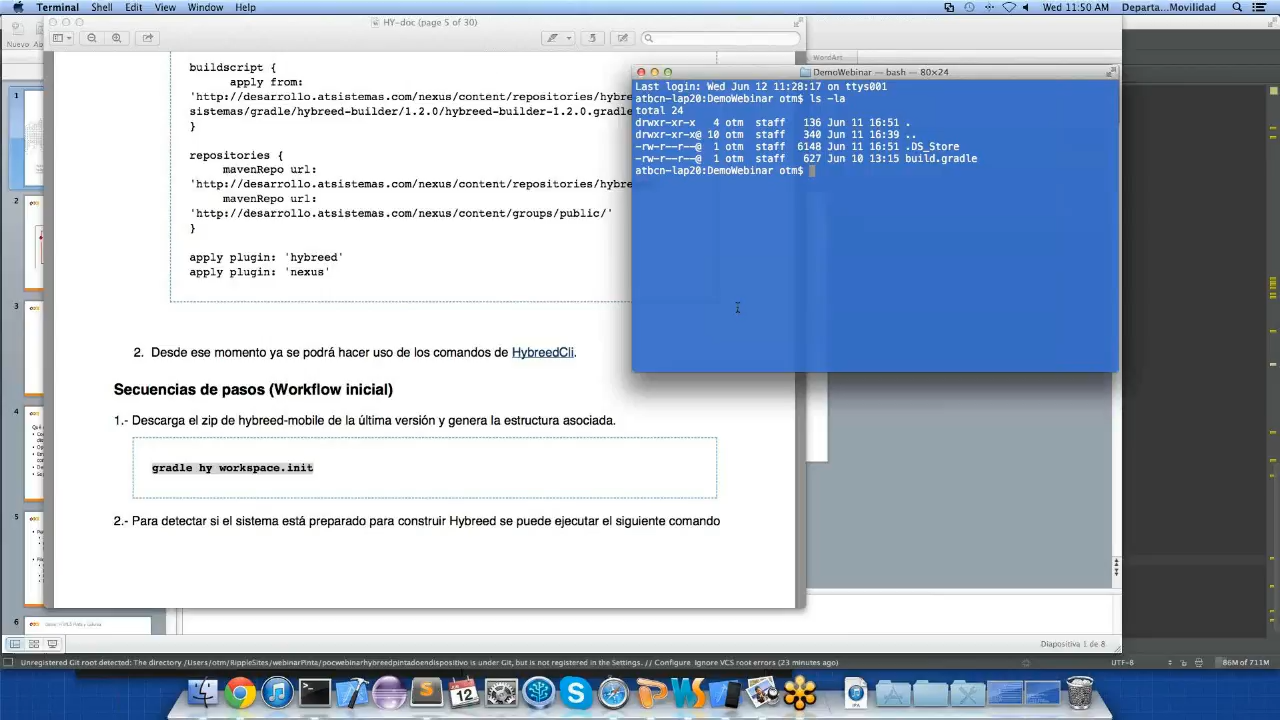 Terminal Shell Edit View Window Help
Wed 11:50 AM Departa...Movilidad
HY-doc (page 5 of 30)
Nuevo
WordArt
buildscript {
apply from:
'http://desarrollo.atsistemas.com/nexus/content/repositories/hybre
sistemas/gradle/hybreed-builder/1.2.0/hybreed-builder-1.2.0.gradle
}
repositories {
mavenRepo url:
'http://desarrollo.atsistemas.com/nexus/content/repositories/hybre
mavenRepo url:
'http://desarrollo.atsistemas.com/nexus/content/groups/public/'
}
apply plugin: 'hybreed'
apply plugin: 'nexus'
2. Desde ese momento ya se podrá hacer uso de los comandos de HybreedCli.
Secuencias de pasos (Workflow inicial)
1.- Descarga el zip de hybreed-mobile de la última versión y genera la estructura asociada.
gradle hy workspace.init
2.- Para detectar si el sistema está preparado para construir Hybreed se puede ejecutar el siguiente comando
DemoWebinar — bash — 80×24
Last login: Wed Jun 12 11:28:17 on ttys001
atbcn-lap20:DemoWebinar otm$ ls -la
total 24
drwxr-xr-x 4 otm staff 136 Jun 11 16:51 .
drwxr-xr-x@ 10 otm staff 340 Jun 11 16:39 ..
-rw-r--r--@ 1 otm staff 6148 Jun 11 16:51 .DS_Store
-rw-r--r--@ 1 otm staff 627 Jun 10 13:15 build.gradle
atbcn-lap20:DemoWebinar otm$
1
2
3
4
5
6
Diapositiva 1 de 8
Unregistered Git root detected: The directory /Users/otm/RippleSites/webinarPinta/pocwebinarhybreedpintadoendispositivo is under Git, but is not registered in the Settings. // Configure Ignore VCS root errors (23 minutes ago)
UTF-8
86M of 711M
12